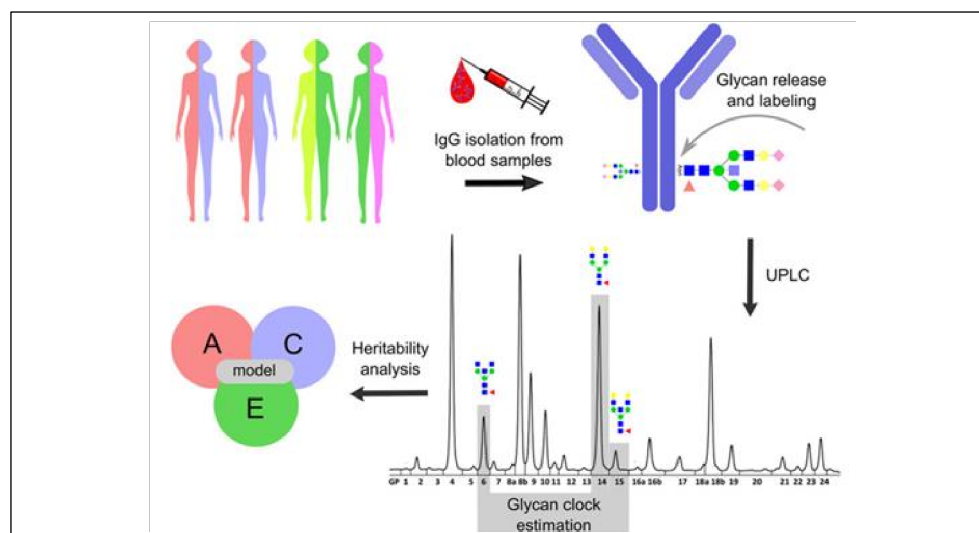 Glycan release
and labeling
IgG isolation from
blood samples
UPLC
A
C
model
E
Heritability
analysis
GP 1 2 3 4 5 6 7 8a 8b 9 10 11 12 13 14 15 16a 16b 17 18a 18b 19 20 21 22 23 24
Glycan clock
estimation